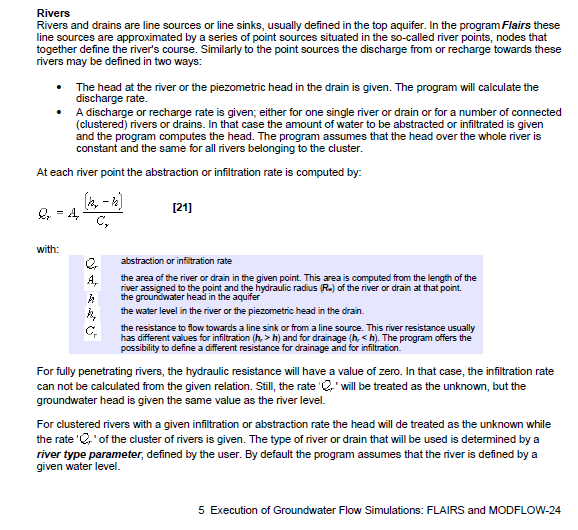 Rivers
Rivers and drains are line sources or line sinks, usually defined in the top aquifer. In the program Flairs these
line sources are approximated by a series of point sources situated in the so-called river points, nodes that
together define the river's course. Similarly to the point sources the discharge from or recharge towards these
rivers may be defined in two ways:
• The head at the river or the piezometric head in the drain is given. The program will calculate the
discharge rate.
• A discharge or recharge rate is given; either for one single river or drain or for a number of connected
(clustered) rivers or drains. In that case the amount of water to be abstracted or infiltrated is given
and the program computes the head. The program assumes that the head over the whole river is
constant and the same for all rivers belonging to the cluster.
At each river point the abstraction or infiltration rate is computed by:
Qr = Ar (hr - h) / Cr [21]
with:
Qr abstraction or infiltration rate
Ar the area of the river or drain in the given point. This area is computed from the length of the
river assigned to the point and the hydraulic radius (Rw) of the river or drain at that point.
h the groundwater head in the aquifer
hr the water level in the river or the piezometric head in the drain.
Cr the resistance to flow towards a line sink or from a line source. This river resistance usually
has different values for infiltration (hr > h) and for drainage (hr < h). The program offers the
possibility to define a different resistance for drainage and for infiltration.
For fully penetrating rivers, the hydraulic resistance will have a value of zero. In that case, the infiltration rate
can not be calculated from the given relation. Still, the rate 'Qr' will be treated as the unknown, but the
groundwater head is given the same value as the river level.
For clustered rivers with a given infiltration or abstraction rate the head will de treated as the unknown while
the rate 'Qr' of the cluster of rivers is given. The type of river or drain that will be used is determined by a
river type parameter, defined by the user. By default the program assumes that the river is defined by a
given water level.
5 Execution of Groundwater Flow Simulations: FLAIRS and MODFLOW-24